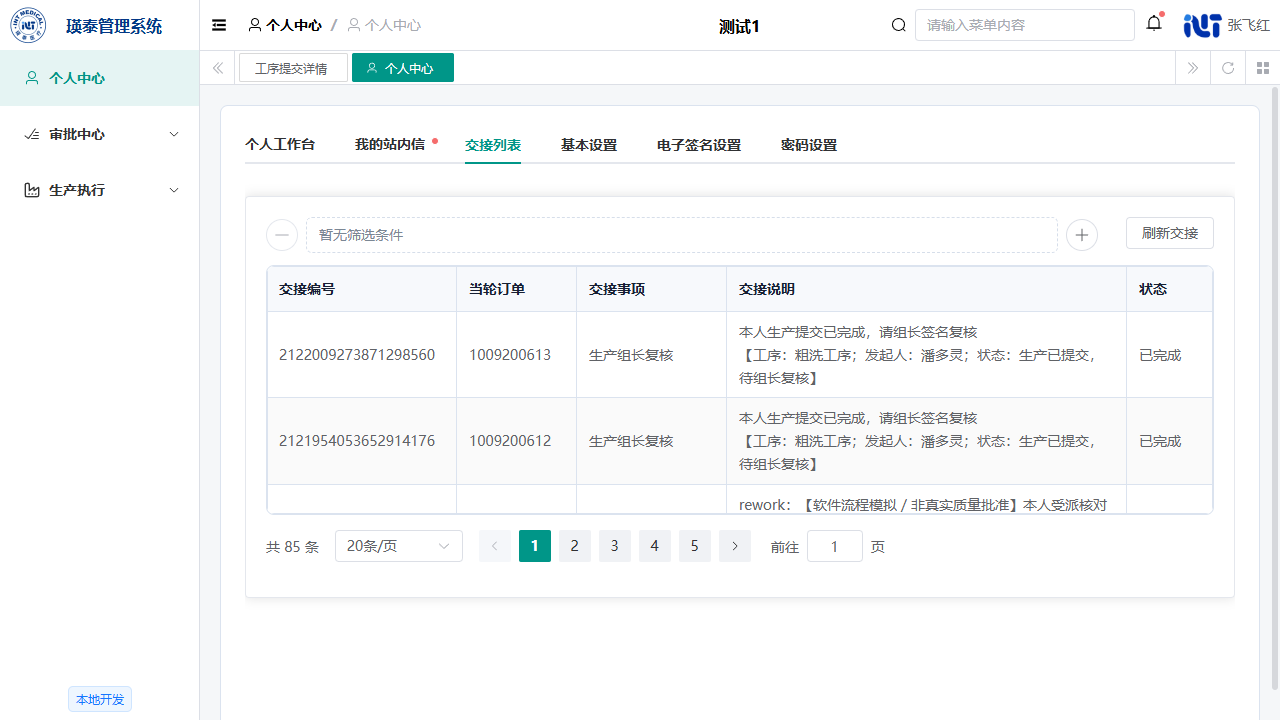 瑛泰管理系统
个人中心 / 个人中心
测试1
请输入菜单内容
张飞红
个人中心
审批中心
生产执行
本地开发
工序提交详情
个人中心
个人工作台
我的站内信
交接列表
基本设置
电子签名设置
密码设置
暂无筛选条件
刷新交接
交接编号
当轮订单
交接事项
交接说明
状态
2122009273871298560
1009200613
生产组长复核
本人生产提交已完成，请组长签名复核
【工序：粗洗工序；发起人：潘多灵；状态：生产已提交，
待组长复核】
已完成
2121954053652914176
1009200612
生产组长复核
本人生产提交已完成，请组长签名复核
【工序：粗洗工序；发起人：潘多灵；状态：生产已提交，
待组长复核】
已完成
rework：【软件流程模拟 / 非真实质量批准】本人受派核对
共 85 条
20条/页
1
2
3
4
5
前往
1
页